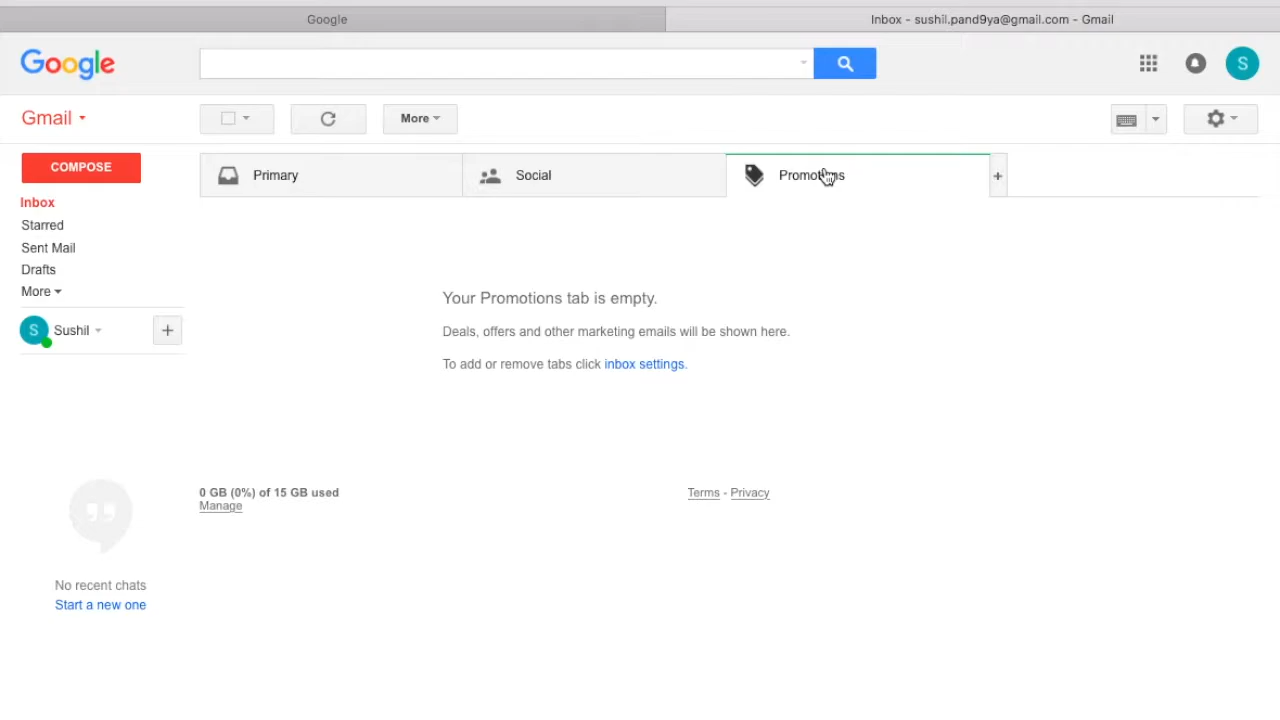 Google
Inbox - sushil.pand9ya@gmail.com - Gmail
Google
S
Gmail
More
COMPOSE
Primary
Social
Promotions
+
Inbox
Starred
Sent Mail
Drafts
More
S
Sushil
+
Your Promotions tab is empty.
Deals, offers and other marketing emails will be shown here.
To add or remove tabs click inbox settings.
0 GB (0%) of 15 GB used
Manage
Terms - Privacy
No recent chats
Start a new one